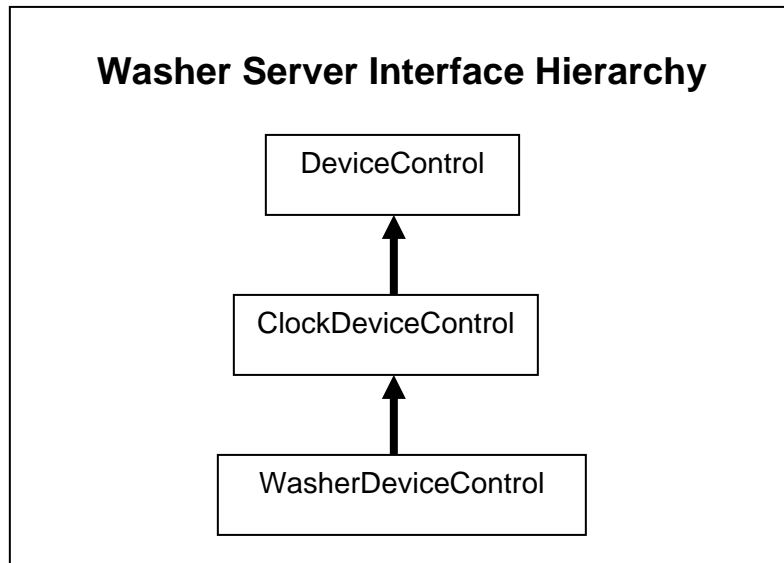 Washer Server Interface Hierarchy
DeviceControl
ClockDeviceControl
WasherDeviceControl